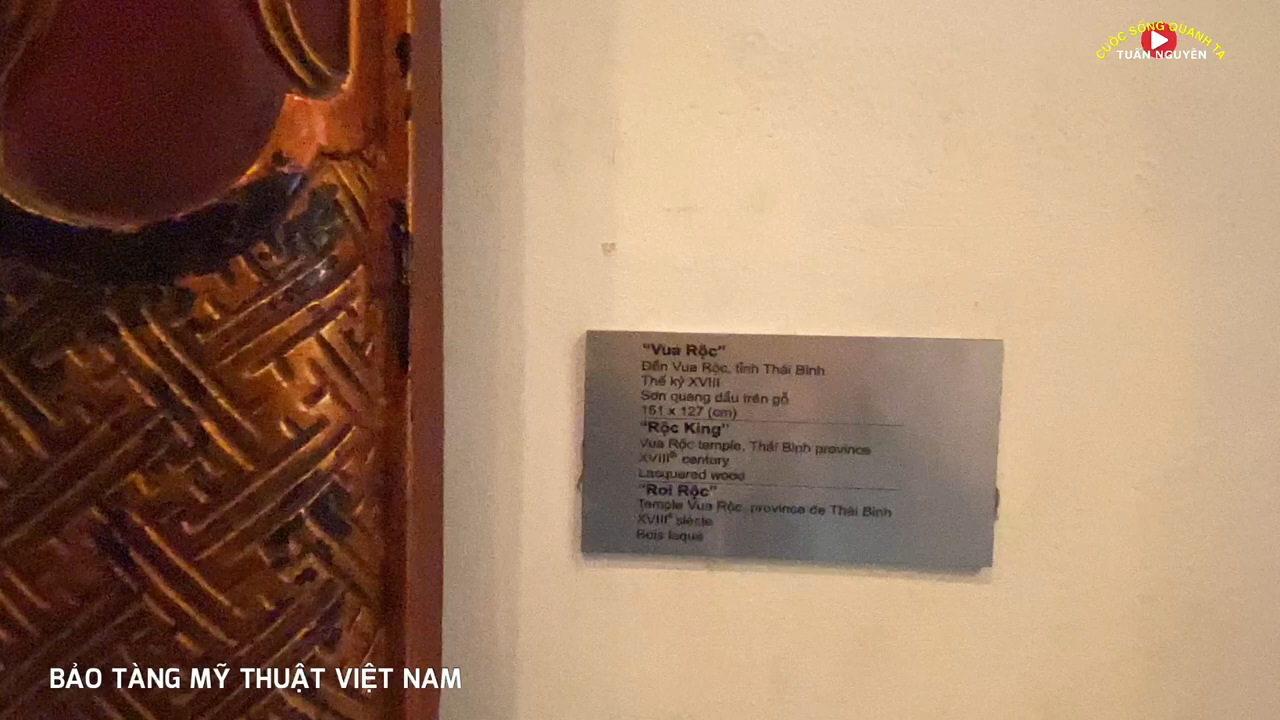 CUỘC SỐNG QUANH TA
TUẤN NGUYỄN
"Vua Rộc"
Đền Vua Rộc, tỉnh Thái Bình
Thế kỷ XVIII
Sơn quang dầu trên gỗ
151 x 127 (cm)
"Rộc King"
Vua Rộc temple, Thái Bình province
XVIIIth century
Lacquered wood
"Roi Rộc"
Temple Vua Rộc, province de Thái Bình
XVIIIe siècle
Bois laqué
BẢO TÀNG MỸ THUẬT VIỆT NAM